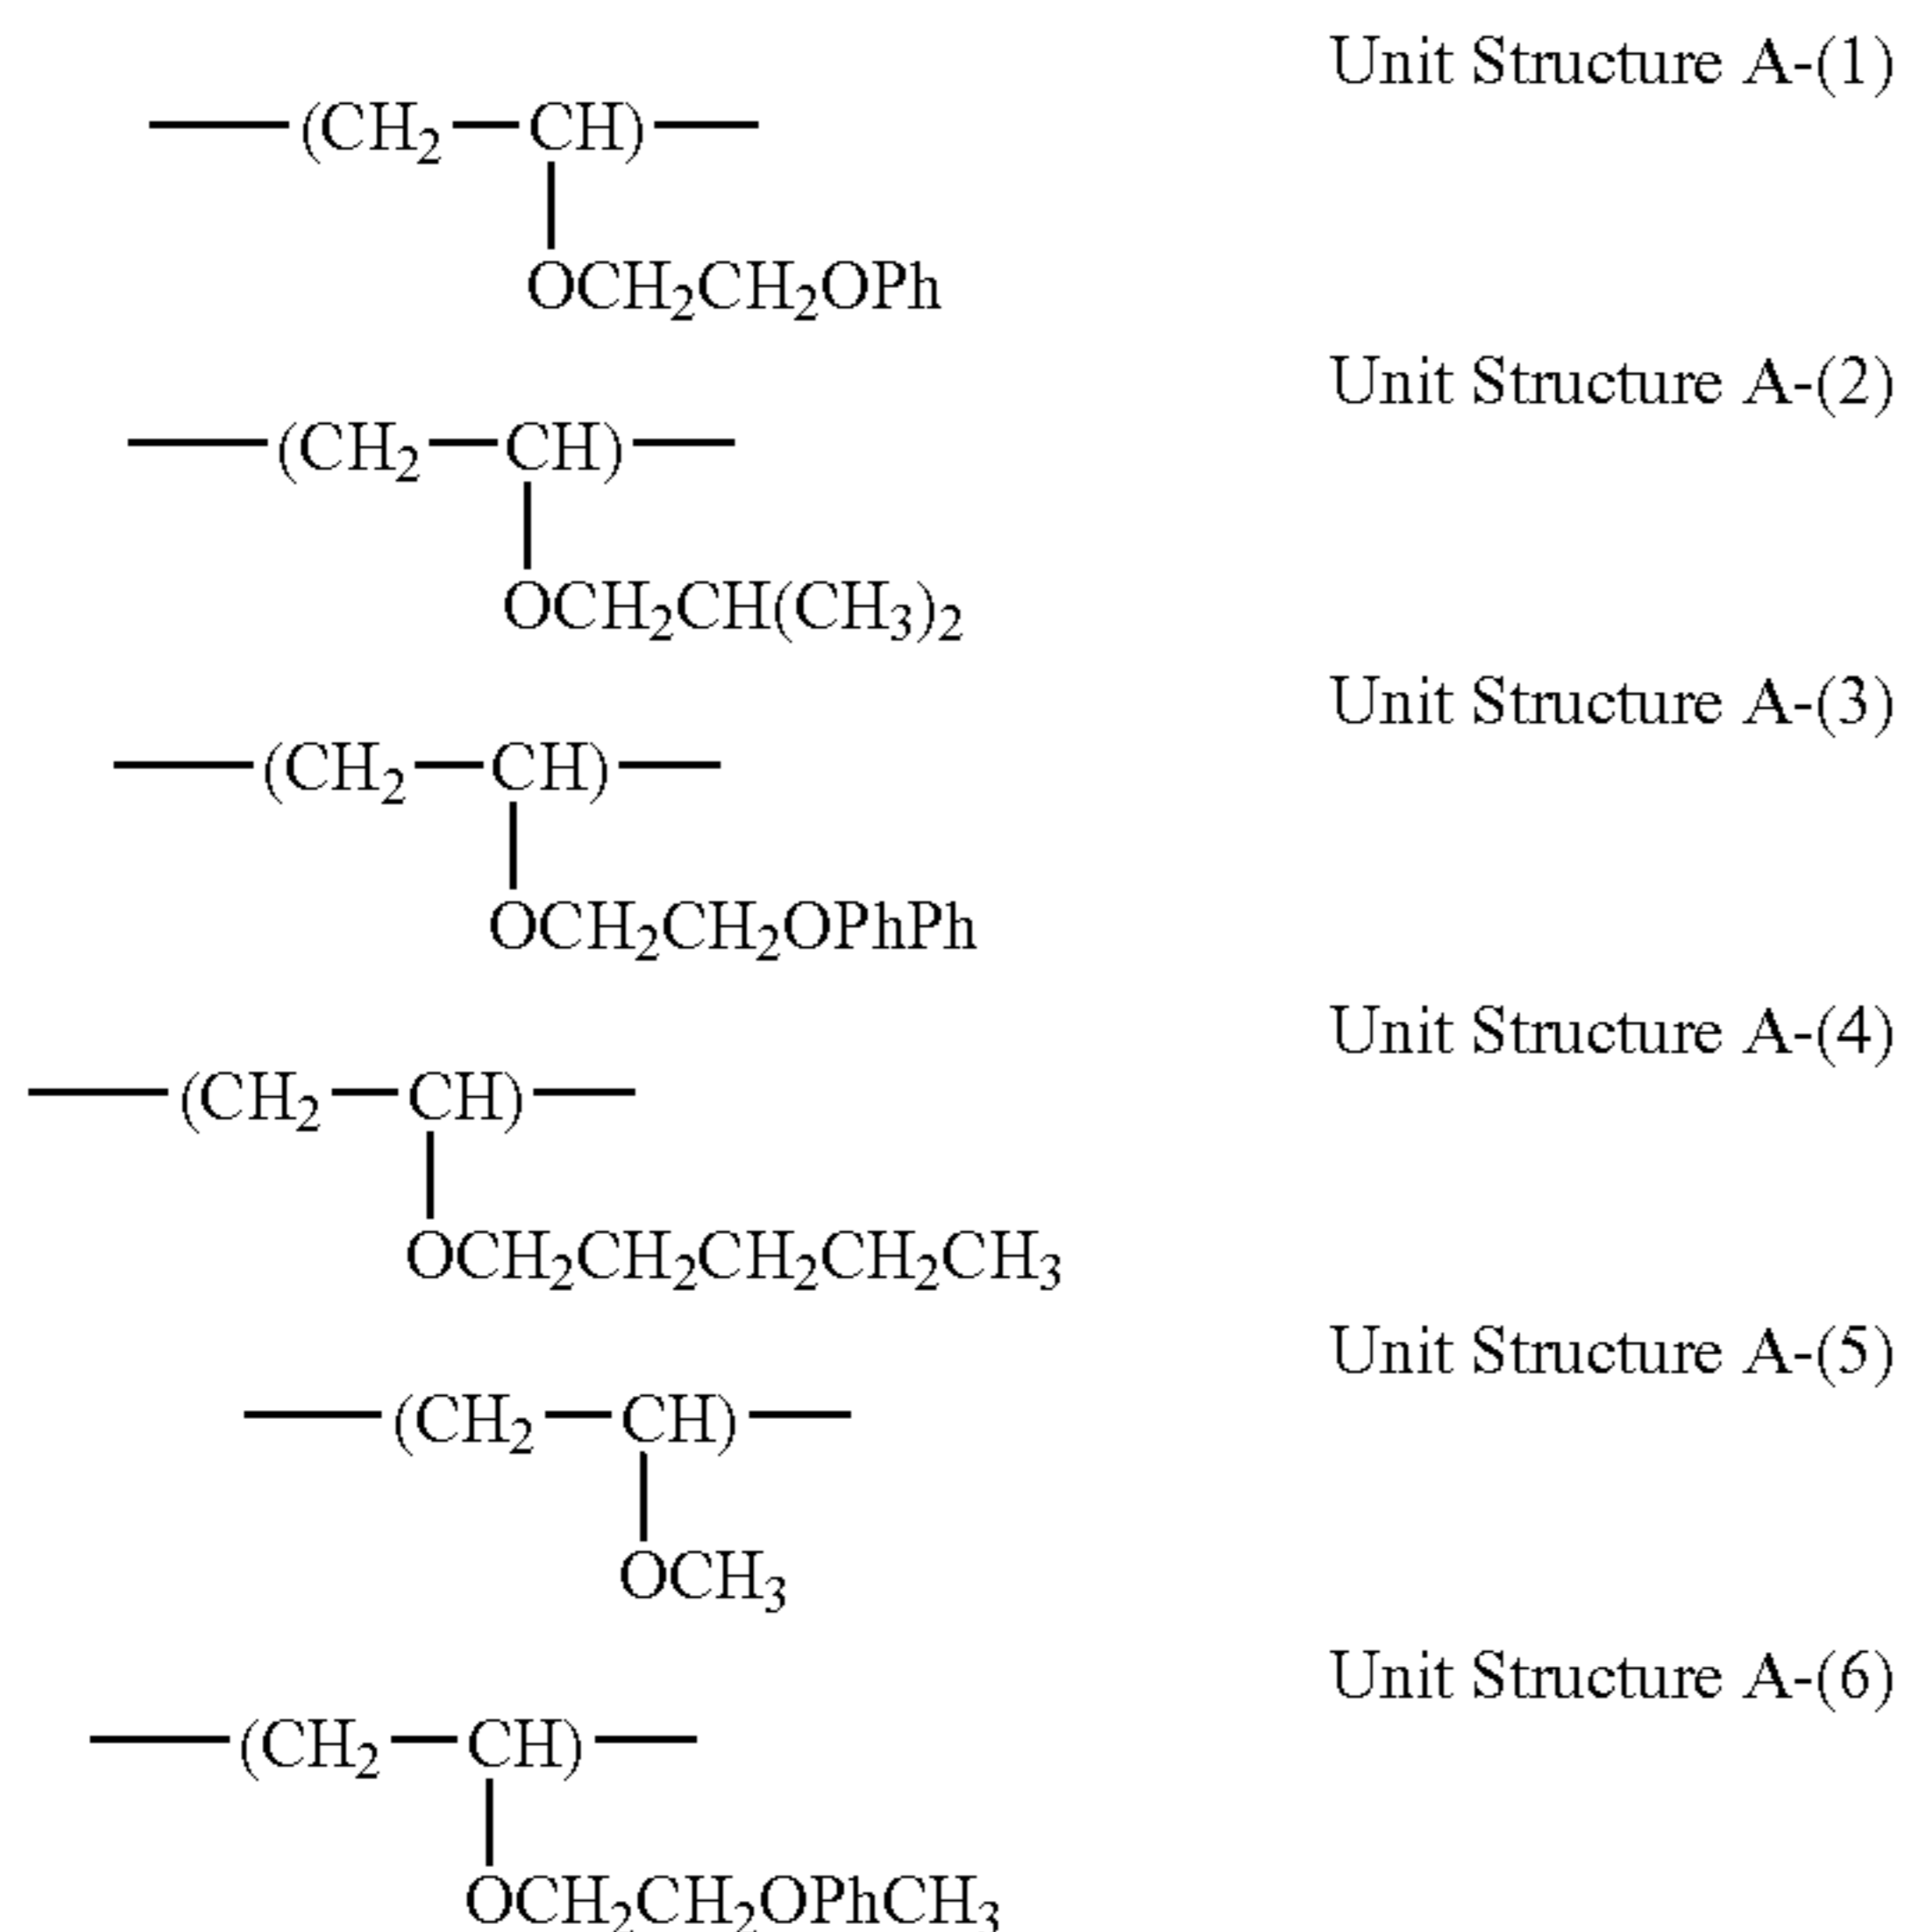 Unit Structure A-(1)
(CH2 CH)
OCH2CH2OPh
Unit Structure A-(2)
(CH2 CH)
OCH2CH(CH3)2
Unit Structure A-(3)
(CH2 CH)
OCH2CH2OPhPh
Unit Structure A-(4)
(CH2 CH)
OCH2CH2CH2CH2CH3
Unit Structure A-(5)
(CH2 CH)
OCH3
Unit Structure A-(6)
(CH2 CH)
OCH2CH2OPhCH3